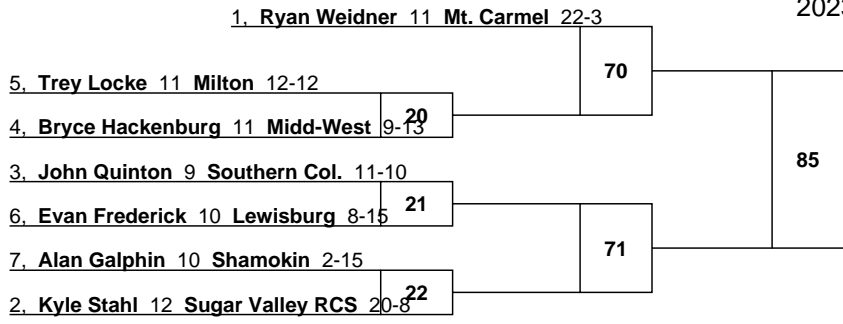 2023
1, Ryan Weidner 11 Mt. Carmel 22-3
70
5, Trey Locke 11 Milton 12-12
20
4, Bryce Hackenburg 11 Midd-West 9-13
85
3, John Quinton 9 Southern Col. 11-10
21
6, Evan Frederick 10 Lewisburg 8-15
71
7, Alan Galphin 10 Shamokin 2-15
22
2, Kyle Stahl 12 Sugar Valley RCS 20-8